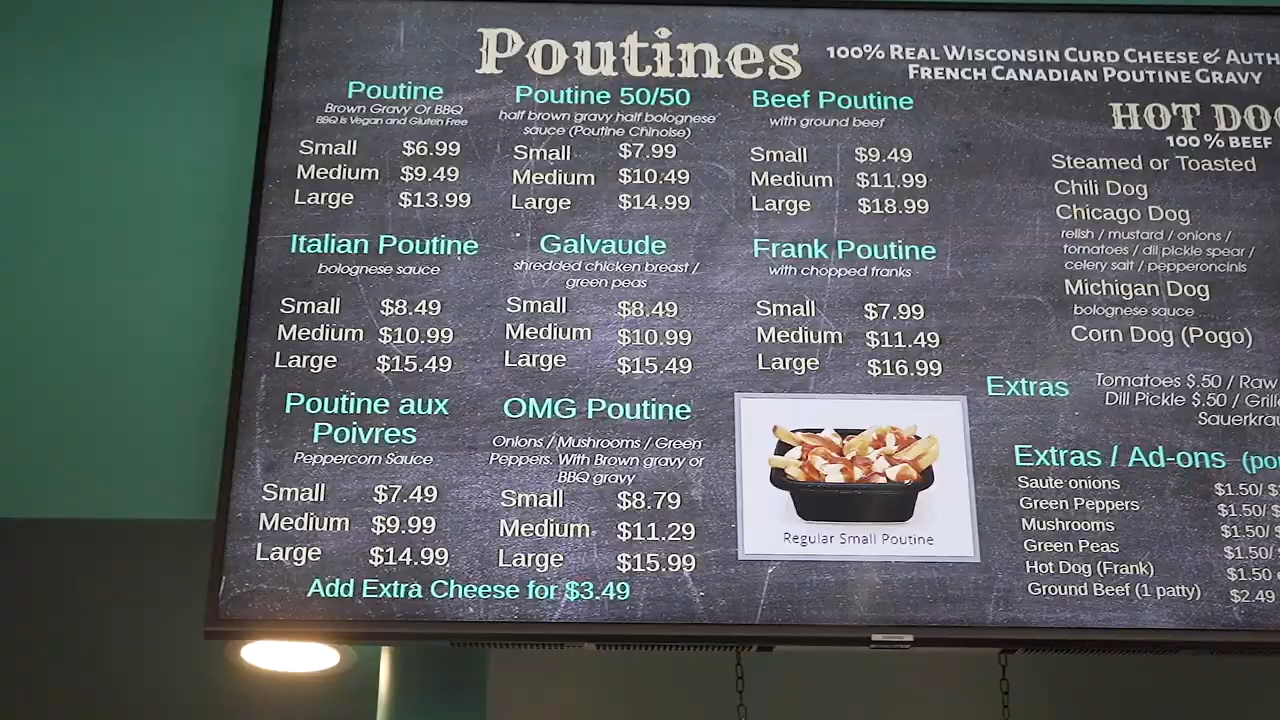 Poutines
100% Real Wisconsin Curd Cheese &
French Canadian Poutine Gravy
Poutine
Brown Gravy Or BBQ
BBQ is Vegan and Gluten Free
Small $6.99
Medium $9.49
Large $13.99
Poutine 50/50
half brown gravy half bolognese
sauce (Poutine Chinoise)
Small $7.99
Medium $10.49
Large $14.99
Beef Poutine
with ground beef
Small $9.49
Medium $11.99
Large $18.99
Italian Poutine
bolognese sauce
Small $8.49
Medium $10.99
Large $15.49
Galvaude
shredded chicken breast /
green peas
Small $8.49
Medium $10.99
Large $15.49
Frank Poutine
with chopped franks
Small $7.99
Medium $11.49
Large $16.99
Poutine aux
Poivres
Peppercorn Sauce
Small $7.49
Medium $9.99
Large $14.99
OMG Poutine
Onions / Mushrooms / Green
Peppers. With Brown gravy or
BBQ gravy
Small $8.79
Medium $11.29
Large $15.99
Add Extra Cheese for $3.49
Regular Small Poutine
HOT
100% BEEF
Steamed or Toasted
Chili Dog
Chicago Dog
relish / mustard / onions /
tomatoes / dil pickle spear /
celery salt / pepperoncinis
Michigan Dog
bolognese sauce
Corn Dog (Pogo)
Extras
Tomatoes $.50 / Raw
Dill Pickle $.50 /
Extras / Ad-ons
Saute onions $1.50/
Green Peppers $1.50/
Mushrooms $1.50/
Green Peas $1.50/
Hot Dog (Frank) $1.50
Ground Beef (1 patty) $2.49